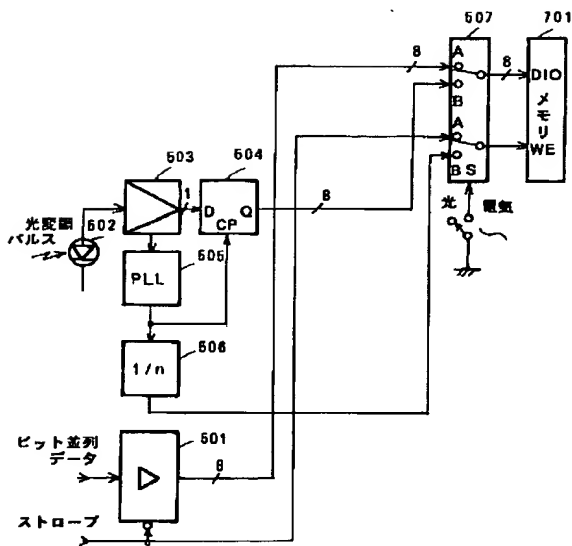 507
701
8
A
B
A
B S
8
DIO
メモリ
WE
光
電気
503
504
1
D Q
CP
8
光変調
パルス
502
PLL
505
1/n
506
ビット並列
データ
501
8
ストローブ